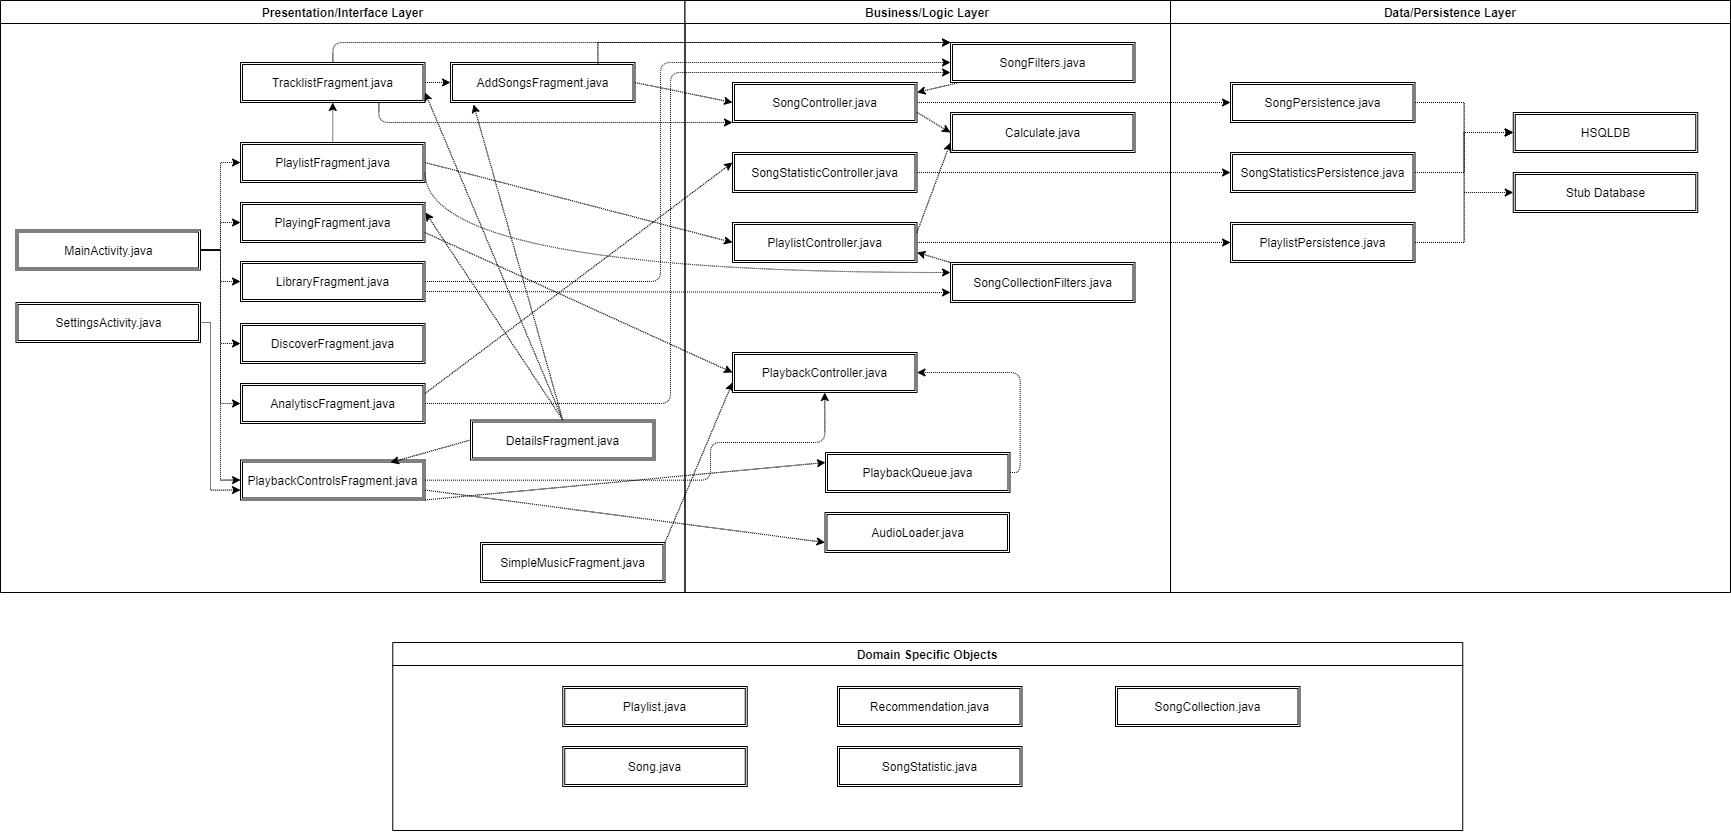 Presentation/Interface Layer
Business/Logic Layer
Data/Persistence Layer
TracklistFragment.java
AddSongsFragment.java
PlaylistFragment.java
PlayingFragment.java
MainActivity.java
LibraryFragment.java
SettingsActivity.java
DiscoverFragment.java
AnalytiscFragment.java
DetailsFragment.java
PlaybackControlsFragment.java
SimpleMusicFragment.java
SongFilters.java
SongController.java
Calculate.java
SongStatisticController.java
PlaylistController.java
SongCollectionFilters.java
PlaybackController.java
PlaybackQueue.java
AudioLoader.java
SongPersistence.java
HSQLDB
SongStatisticsPersistence.java
Stub Database
PlaylistPersistence.java
Domain Specific Objects
Playlist.java
Recommendation.java
SongCollection.java
Song.java
SongStatistic.java